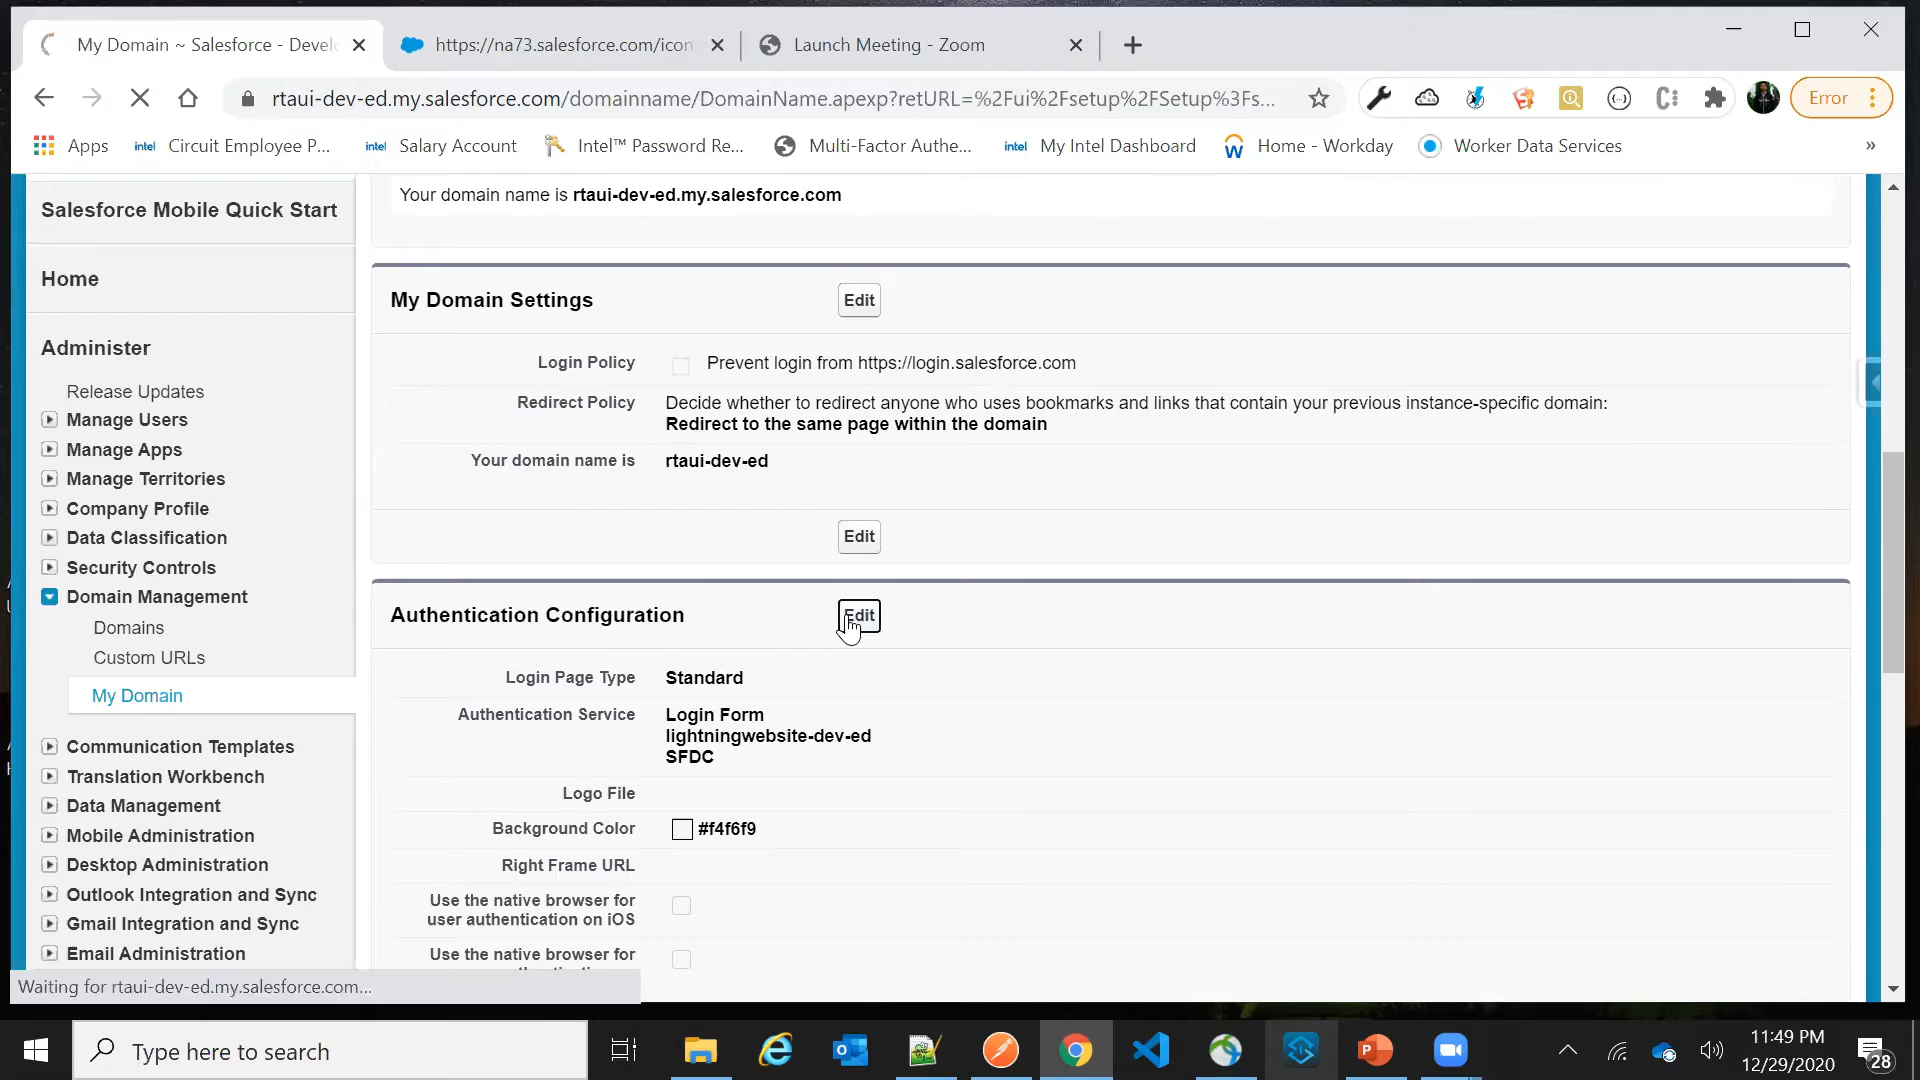 My Domain ~ Salesforce - Devel
https://na73.salesforce.com/icon
Launch Meeting - Zoom
rtaui-dev-ed.my.salesforce.com/domainname/DomainName.apexp?retURL=%2Fui%2Fsetup%2FSetup%3Fs...
Error
Apps
intel Circuit Employee P...
intel Salary Account
Intel™ Password Re...
Multi-Factor Authe...
intel My Intel Dashboard
Home - Workday
Worker Data Services
»
Salesforce Mobile Quick Start
Home
Administer
Release Updates
Manage Users
Manage Apps
Manage Territories
Company Profile
Data Classification
Security Controls
Domain Management
Domains
Custom URLs
My Domain
Communication Templates
Translation Workbench
Data Management
Mobile Administration
Desktop Administration
Outlook Integration and Sync
Gmail Integration and Sync
Email Administration
Your domain name is rtaui-dev-ed.my.salesforce.com
My Domain Settings Edit
Login Policy Prevent login from https://login.salesforce.com
Redirect Policy Decide whether to redirect anyone who uses bookmarks and links that contain your previous instance-specific domain:
Redirect to the same page within the domain
Your domain name is rtaui-dev-ed
Edit
Authentication Configuration Edit
Login Page Type Standard
Authentication Service Login Form
lightningwebsite-dev-ed
SFDC
Logo File
Background Color #f4f6f9
Right Frame URL
Use the native browser for
user authentication on iOS
Use the native browser for
Waiting for rtaui-dev-ed.my.salesforce.com...
Type here to search
11:49 PM
12/29/2020
28